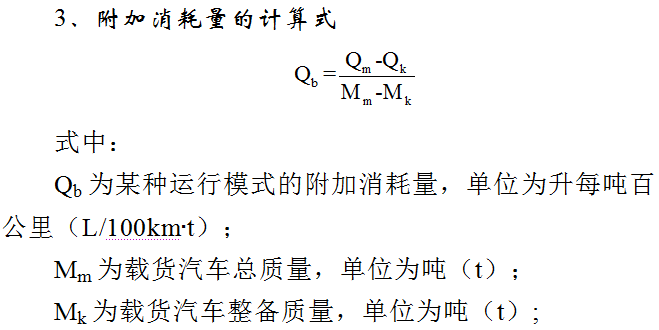 3、附加消耗量的计算式
Qb=Qm-Qk/Mm-Mk
式中：
Qb为某种运行模式的附加消耗量，单位为升每吨百
公里（L/100km·t）；
Mm为载货汽车总质量，单位为吨（t）；
Mk为载货汽车整备质量，单位为吨（t）;